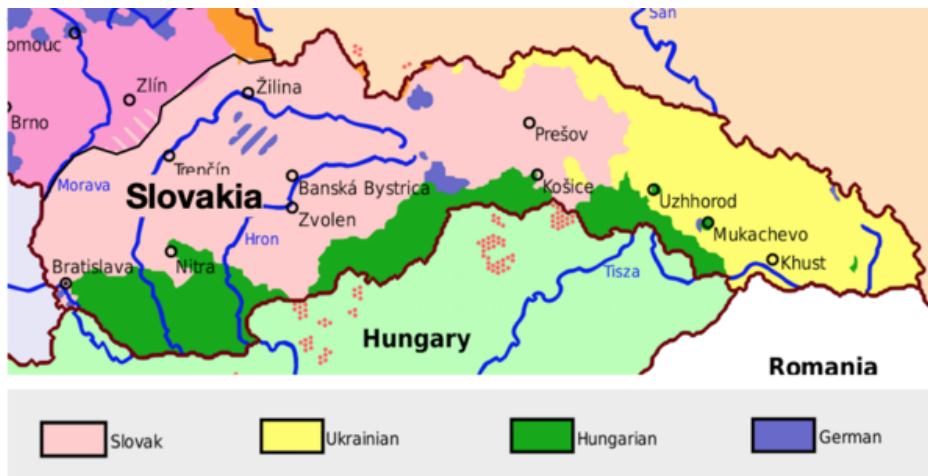 San
omouc
Zlín
Žilina
Brno
Prešov
Trenčín
Morava
Slovakia
Banská Bystrica
Košice
Uzhhorod
Zvolen
Mukachevo
Hron
Bratislava
Nitra
Khust
Tisza
Hungary
Romania
Slovak
Ukrainian
Hungarian
German